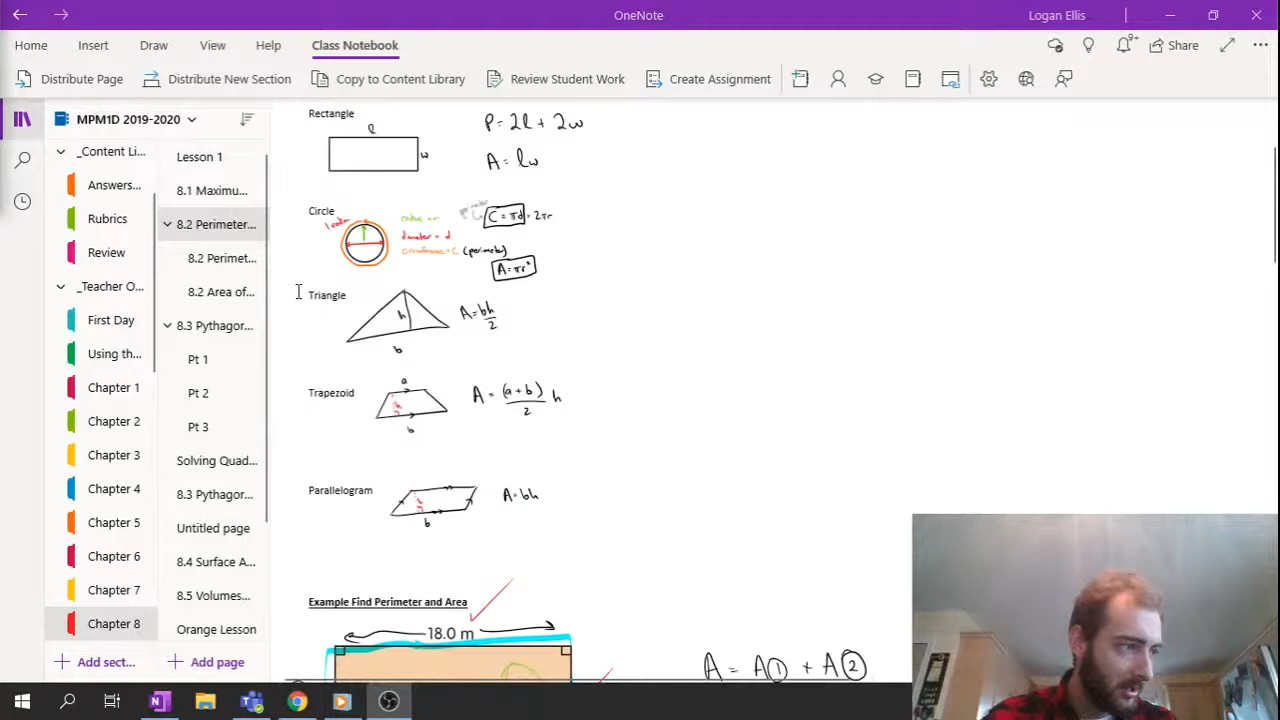 OneNote
Logan Ellis
Home Insert Draw View Help Class Notebook
9+ Share
Distribute Page Distribute New Section Copy to Content Library Review Student Work Create Assignment
MPM1D 2019-2020
_Content Li...
Answers...
Rubrics
Review
_Teacher O...
First Day
Using th...
Chapter 1
Chapter 2
Chapter 3
Chapter 4
Chapter 5
Chapter 6
Chapter 7
Chapter 8
Add sect...
Lesson 1
8.1 Maximu...
8.2 Perimeter...
8.2 Perimet...
8.2 Area of...
8.3 Pythagor...
Pt 1
Pt 2
Pt 3
Solving Quad...
8.3 Pythagor...
Untitled page
8.4 Surface A...
8.5 Volumes...
Orange Lesson
Add page
Rectangle
l
w
P = 2l + 2w
A = lw
Circle
diameter = d
circumference = C (perimeter)
perimeter
C = πd = 2πr
A = πr²
Triangle
h
b
A = bh/2
Trapezoid
a
h
b
A = (a+b)/2 h
Parallelogram
h
b
A = bh
Example Find Perimeter and Area
18.0 m
A = A① + A②